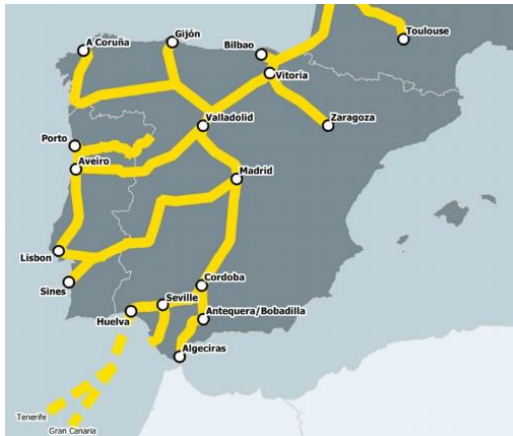 A Coruña
Gijón
Bilbao
Toulouse
Vitoria
Zaragoza
Valladolid
Porto
Aveiro
Madrid
Lisbon
Sines
Cordoba
Seville
Huelva
Antequera/Bobadilla
Algeciras
Tenerife
Gran Canaria